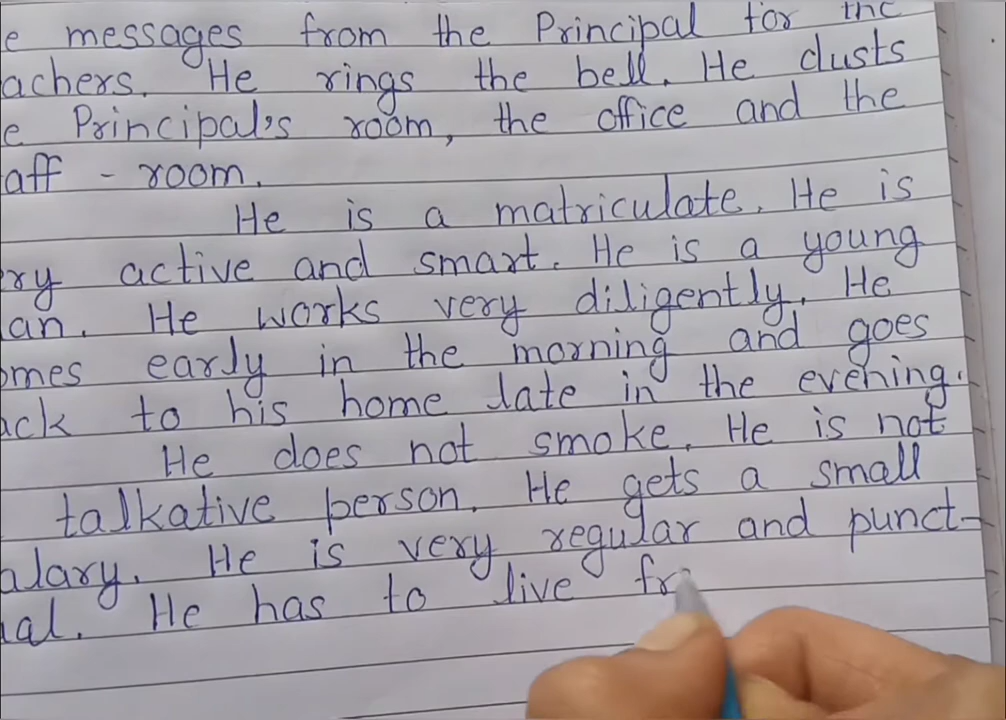 e messages from the Principal for the
achers. He rings the bell. He dusts
e Principal's room, the office and the
aff - room.
He is a matriculate. He is
ery active and smart. He is a young
an. He works very diligently. He
omes early in the morning and goes
ack to his home late in the evening.
He does not smoke. He is not
talkative person. He gets a small
alary. He is very regular and punct-
ual. He has to live fr